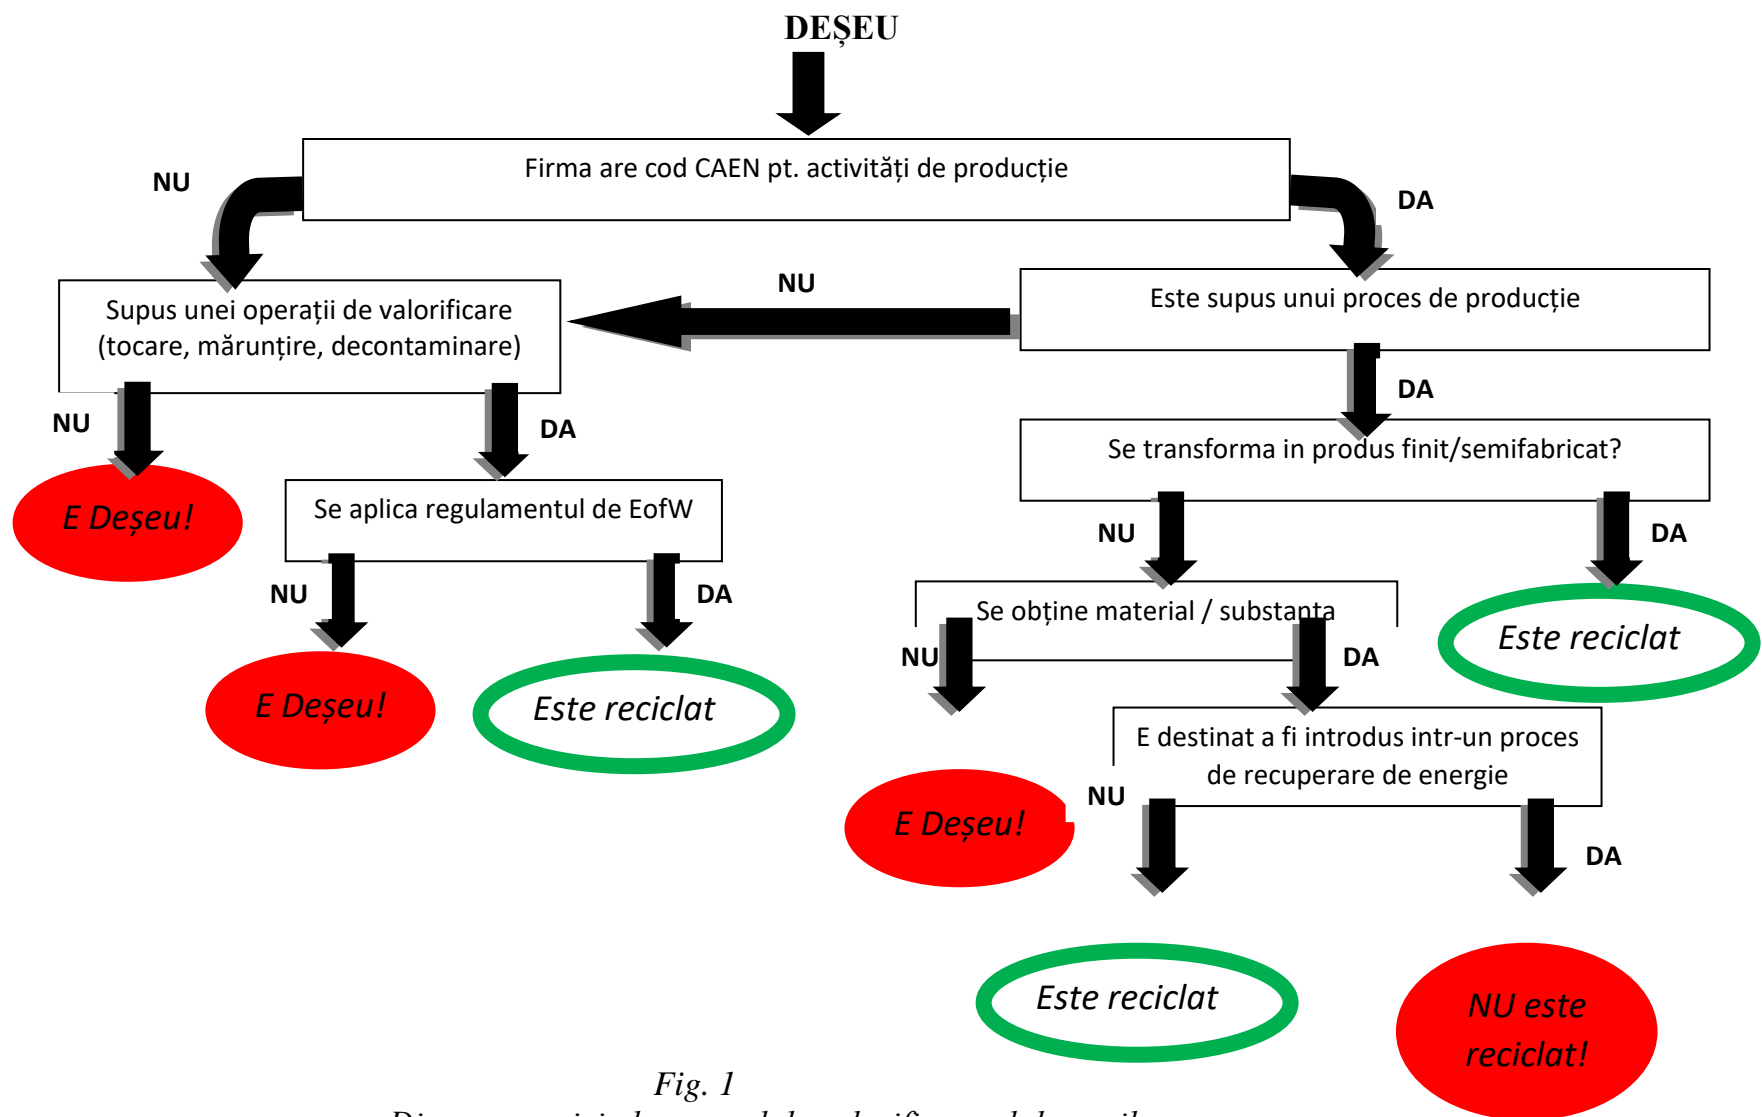 DEȘEU
Firma are cod CAEN pt. activități de producție
NU
DA
Supus unei operații de valorificare
(tocare, mărunțire, decontaminare)
NU
Este supus unui proces de producție
NU
DA
DA
Se transforma in produs finit/semifabricat?
E Deșeu!
Se aplica regulamentul de EofW
NU
DA
NU
DA
Se obține material / substanta
Este reciclat
NU
DA
E Deșeu!
Este reciclat
E destinat a fi introdus intr-un proces
de recuperare de energie
NU
E Deșeu!
DA
Este reciclat
NU este
reciclat!
Fig. 1